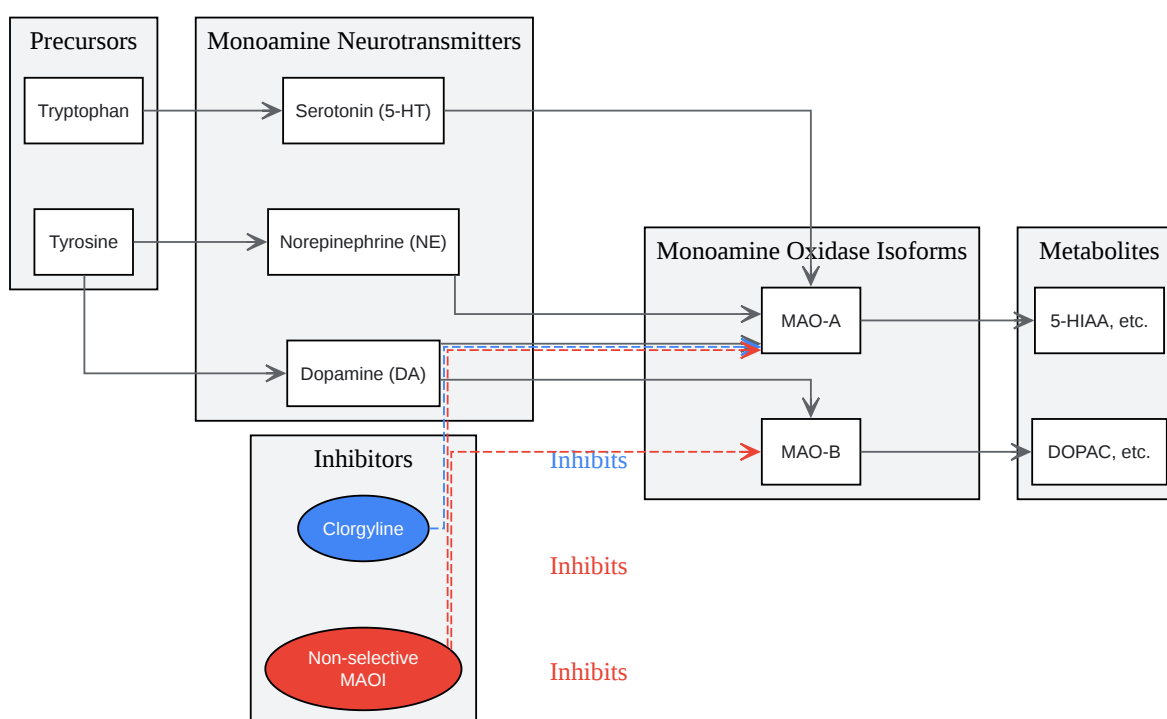 Precursors
Monoamine Neurotransmitters
Tryptophan
Serotonin (5-HT)
Tyrosine
Norepinephrine (NE)
Monoamine Oxidase Isoforms
Metabolites
MAO-A
5-HIAA, etc.
Dopamine (DA)
MAO-B
DOPAC, etc.
Inhibitors
Inhibits
Clorgyline
Inhibits
Non-selective
MAOI
Inhibits